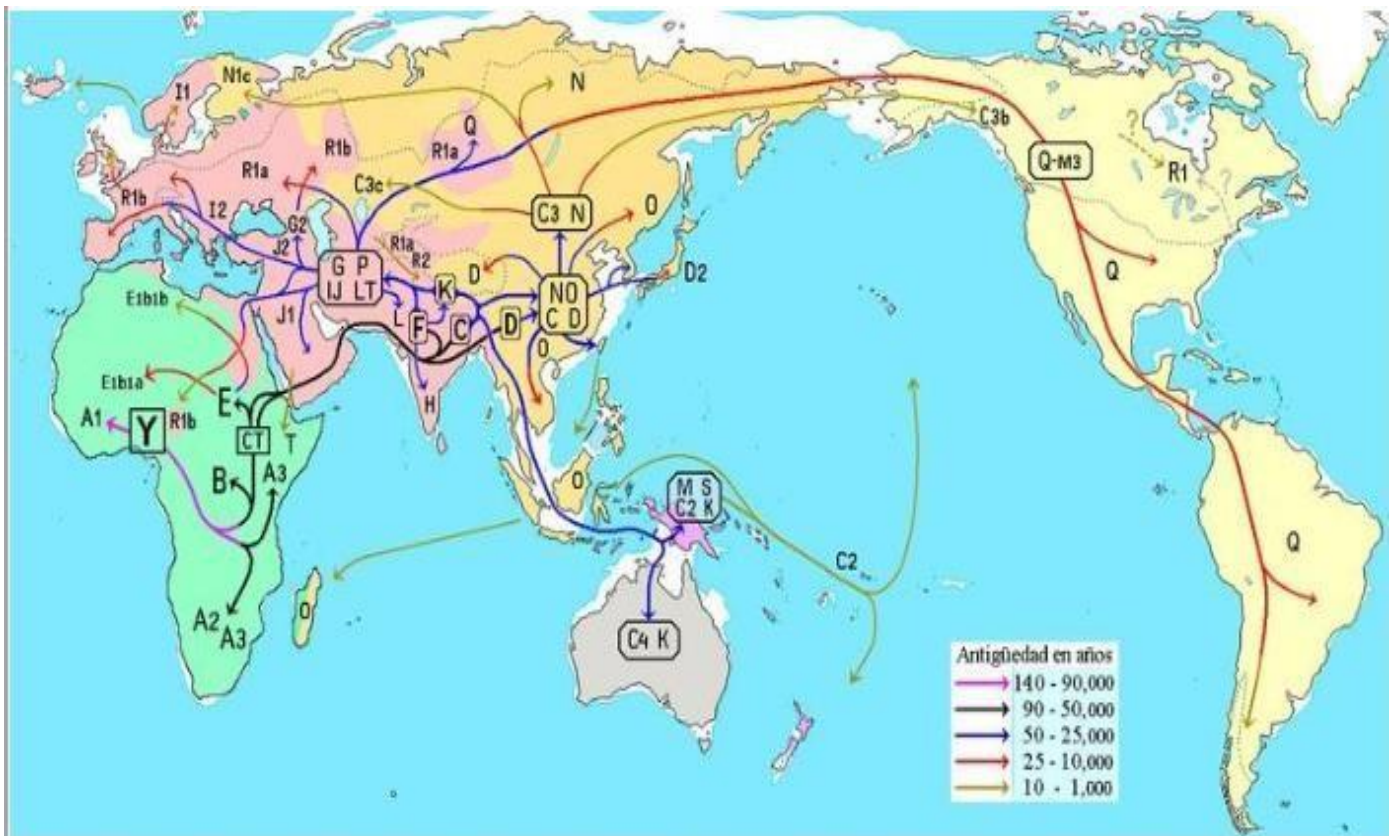 N1c
I1
N
Q
C3b
R1b
R1a
Q-M3
R1a
?
?
R1
R1b
C3c
I2
G2
C3 N
O
J2
R1a
R2
Q
G P
IJ LT
D
D2
K
NO
C D
E1b1b
J1
L
F
C
D
O
E1b1a
H
E
A1
Y
R1b
CT
T
B
A3
O
M S
C2 K
Q
C2
O
A2
A3
C4 K
Antigüedad en años
140 - 90,000
90 - 50,000
50 - 25,000
25 - 10,000
10 - 1,000